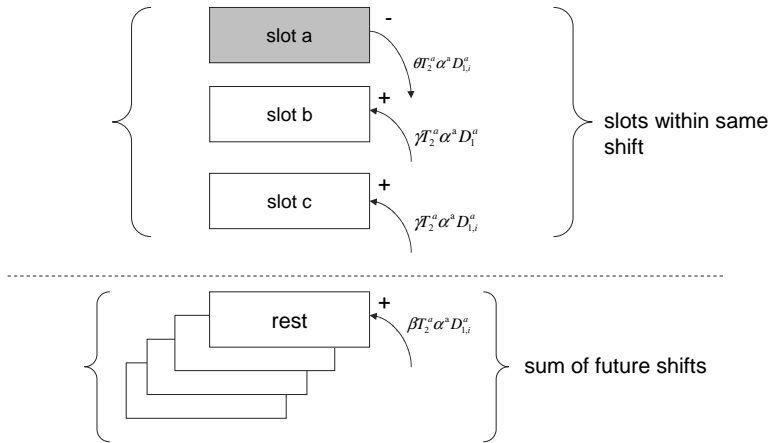 slot a
-
θT₂ᵃαᵃD₁,ᵢᵃ
slot b
+
γT₂ᵃαᵃD₁ᵃ
slots within same
shift
slot c
+
γT₂ᵃαᵃD₁,ᵢᵃ
rest
+
βT₂ᵃαᵃD₁,ᵢᵃ
sum of future shifts